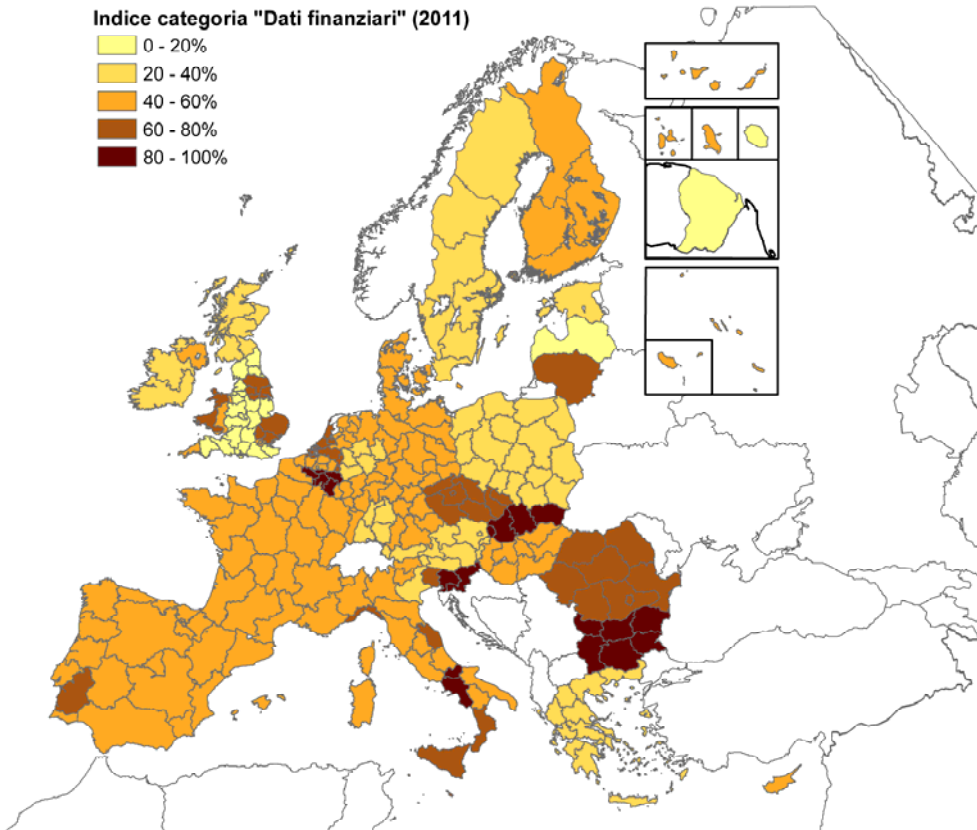 Indice categoria "Dati finanziari" (2011)
0 - 20%
20 - 40%
40 - 60%
60 - 80%
80 - 100%